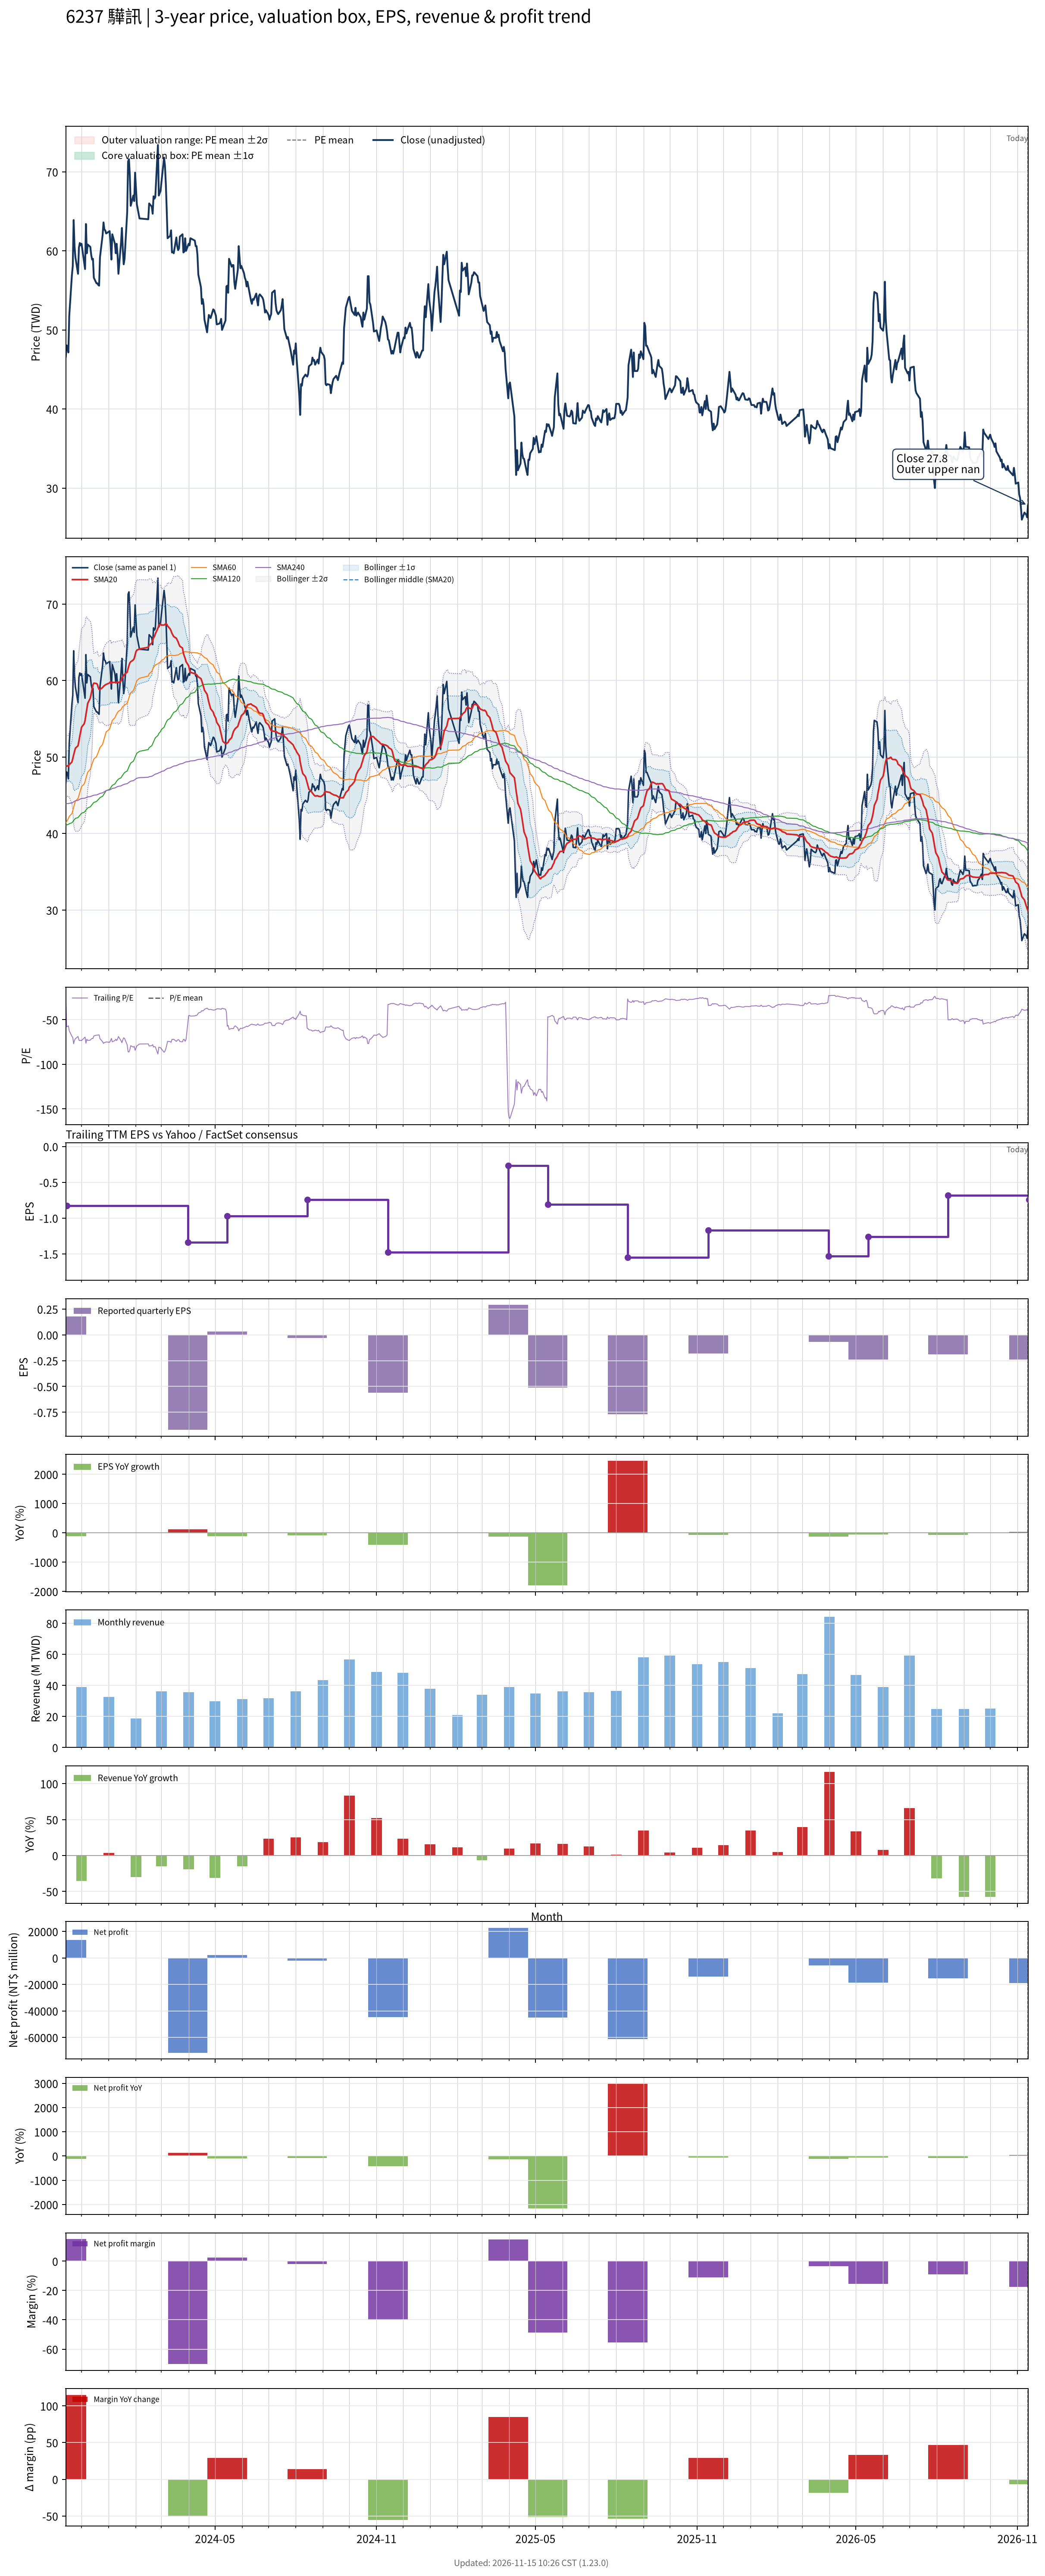 6237 驊訊 | 3-year price, valuation box, EPS, revenue & profit trend
Outer valuation range: PE mean ±2σ
PE mean
Close (unadjusted)
Core valuation box: PE mean ±1σ
Today
Price (TWD)
70
60
50
40
30
Close 27.8
Outer upper nan
Close (same as panel 1)
SMA60
SMA240
Bollinger ±1σ
SMA20
SMA120
Bollinger ±2σ
Bollinger middle (SMA20)
Price
70
60
50
40
30
Trailing P/E
P/E mean
P/E
-50
-100
-150
Trailing TTM EPS vs Yahoo / FactSet consensus
Today
EPS
0.0
-0.5
-1.0
-1.5
Reported quarterly EPS
EPS
0.25
0.00
-0.25
-0.50
-0.75
EPS YoY growth
YoY (%)
2000
1000
0
-1000
-2000
Monthly revenue
Revenue (M TWD)
80
60
40
20
0
Revenue YoY growth
YoY (%)
100
50
0
-50
Month
Net profit
Net profit (NT$ million)
20000
0
-20000
-40000
-60000
Net profit YoY
YoY (%)
3000
2000
1000
0
-1000
-2000
Net profit margin
Margin (%)
0
-20
-40
-60
Margin YoY change
Δ margin (pp)
100
50
0
-50
2024-05
2024-11
2025-05
2025-11
2026-05
2026-11
Updated: 2026-11-15 10:26 CST (1.23.0)